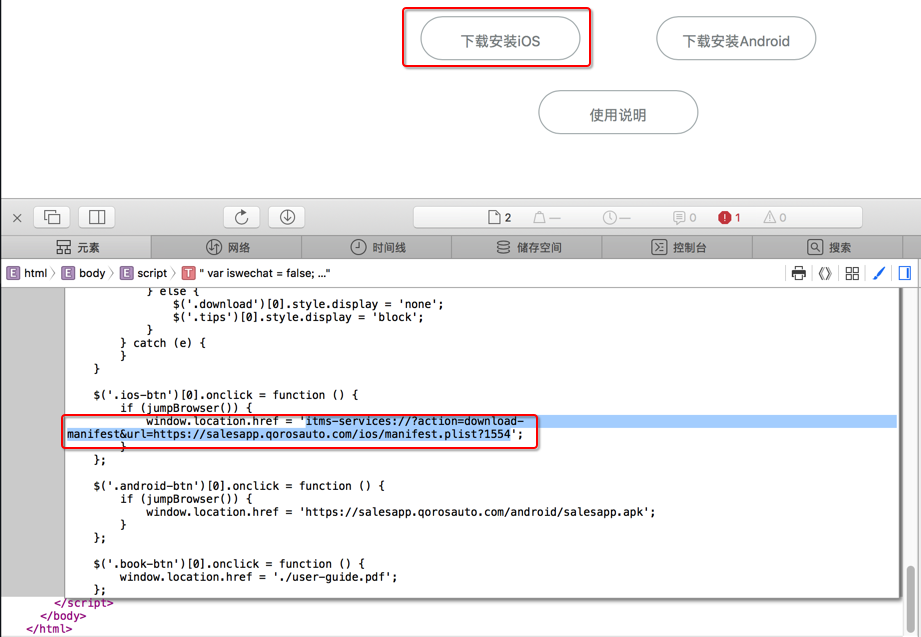 下载安装iOS 下载安装Android
使用说明
2 — — 0 1 0
元素 网络 时间线 储存空间 控制台 搜索
E html E body E script T " var iswechat = false; ..."
} else {
$('.download')[0].style.display = 'none';
$('.tips')[0].style.display = 'block';
}
} catch (e) {
}
}
$('.ios-btn')[0].onclick = function () {
if (jumpBrowser()) {
window.location.href = 'itms-services://?action=download-
manifest&url=https://salesapp.qorosauto.com/ios/manifest.plist?1554';
}
};
$('.android-btn')[0].onclick = function () {
if (jumpBrowser()) {
window.location.href = 'https://salesapp.qorosauto.com/android/salesapp.apk';
}
};
$('.book-btn')[0].onclick = function () {
window.location.href = './user-guide.pdf';
};
</script>
</body>
</html>